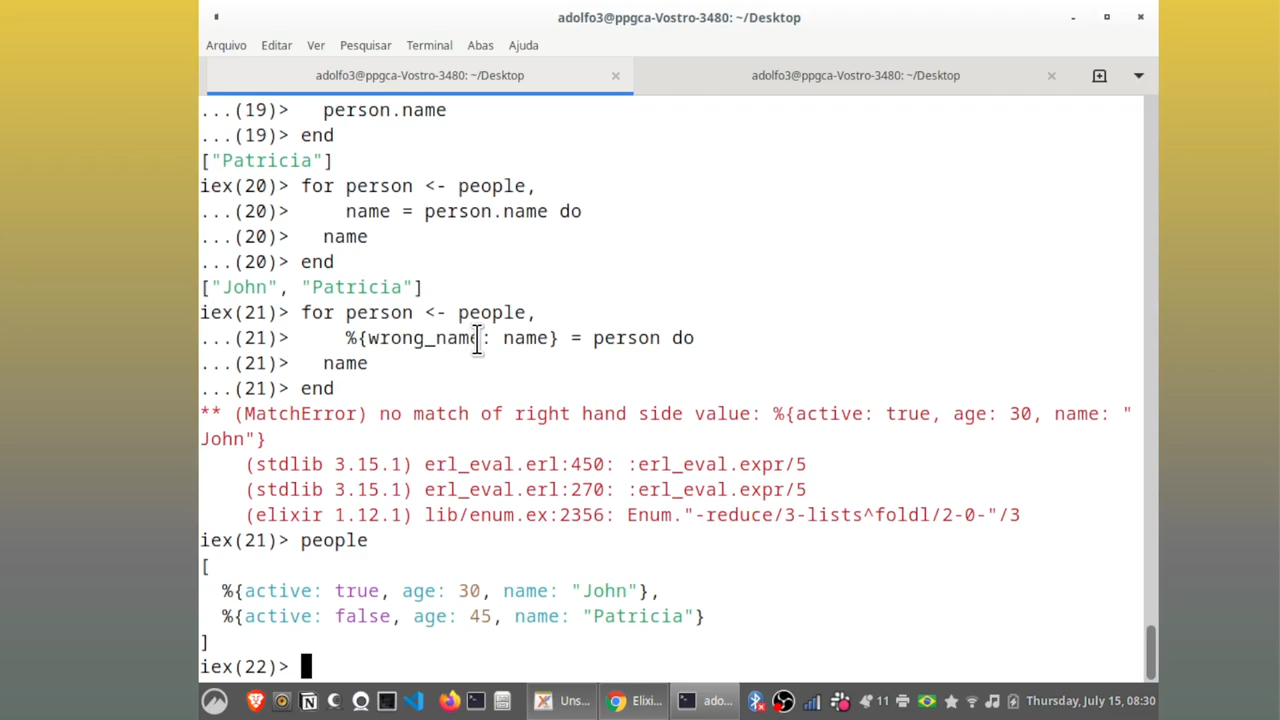 adolfo3@ppgca-Vostro-3480: ~/Desktop
Arquivo Editar Ver Pesquisar Terminal Abas Ajuda
adolfo3@ppgca-Vostro-3480: ~/Desktop adolfo3@ppgca-Vostro-3480: ~/Desktop
...(19)>   person.name
...(19)> end
["Patricia"]
iex(20)> for person <- people,
...(20)>     name = person.name do
...(20)>   name
...(20)> end
["John", "Patricia"]
iex(21)> for person <- people,
...(21)>     %{wrong_name: name} = person do
...(21)>   name
...(21)> end
** (MatchError) no match of right hand side value: %{active: true, age: 30, name: "
John"}
    (stdlib 3.15.1) erl_eval.erl:450: :erl_eval.expr/5
    (stdlib 3.15.1) erl_eval.erl:270: :erl_eval.expr/5
    (elixir 1.12.1) lib/enum.ex:2356: Enum."-reduce/3-lists^foldl/2-0-"/3
iex(21)> people
[
  %{active: true, age: 30, name: "John"},
  %{active: false, age: 45, name: "Patricia"}
]
iex(22)>
Uns... Elixi... ado... 11 Thursday, July 15, 08:30